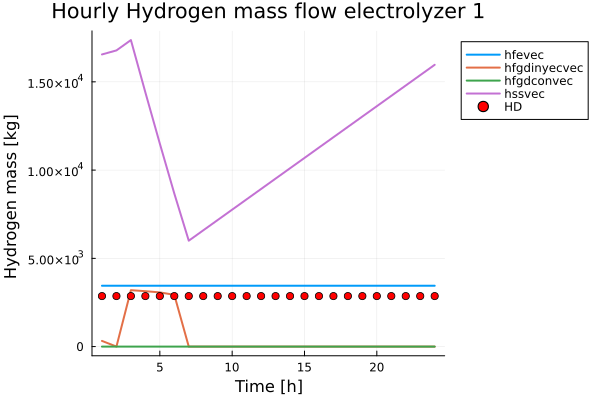 Hourly Hydrogen mass flow electrolyzer 1
Hydrogen mass [kg]
1.50×10⁴
1.00×10⁴
5.00×10³
0
5 10 15 20
Time [h]
hfevec
hfgdinyecvec
hfgdconvec
hssvec
HD